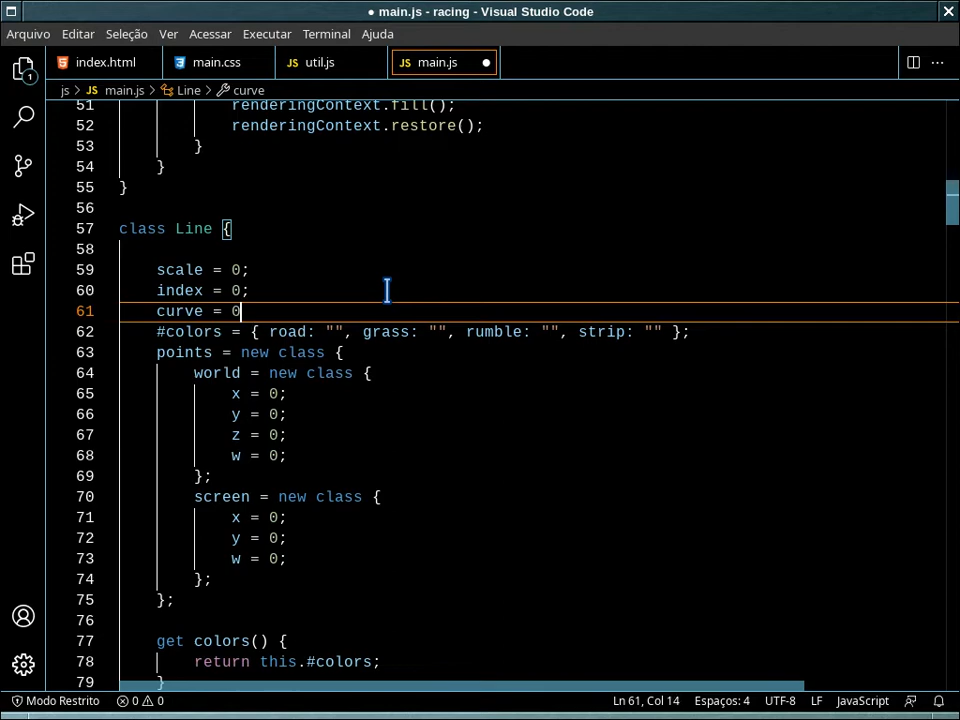 ● main.js - racing - Visual Studio Code
Arquivo Editar Seleção Ver Acessar Executar Terminal Ajuda
index.html main.css util.js main.js
js > main.js > Line > curve
51 renderingContext.fill();
52 renderingContext.restore();
53 }
54 }
55 }
56
57 class Line {
58
59 scale = 0;
60 index = 0;
61 curve = 0
62 #colors = { road: "", grass: "", rumble: "", strip: "" };
63 points = new class {
64 world = new class {
65 x = 0;
66 y = 0;
67 z = 0;
68 w = 0;
69 };
70 screen = new class {
71 x = 0;
72 y = 0;
73 w = 0;
74 };
75 };
76
77 get colors() {
78 return this.#colors;
79 }
Modo Restrito 0 0 Ln 61, Col 14 Espaços: 4 UTF-8 LF JavaScript